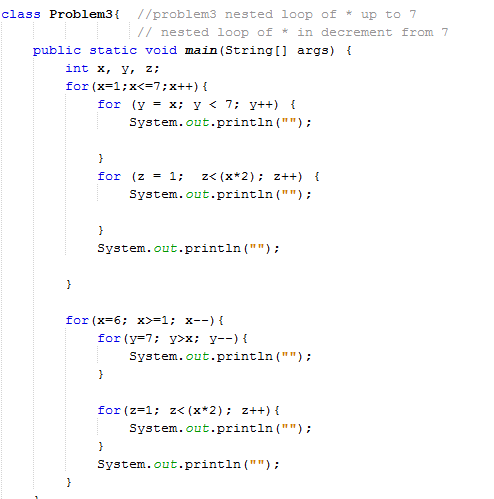 class Problem3{  //problem3 nested loop of * up to 7
// nested loop of * in decrement from 7
public static void main(String[] args) {
int x, y, z;
for(x=1;x<=7;x++){
for (y = x; y < 7; y++) {
System.out.println("");
}
for (z = 1;  z<(x*2); z++) {
System.out.println("");
}
System.out.println("");
}
for(x=6; x>=1; x--){
for(y=7; y>x; y--){
System.out.println("");
}
for(z=1; z<(x*2); z++){
System.out.println("");
}
System.out.println("");
}